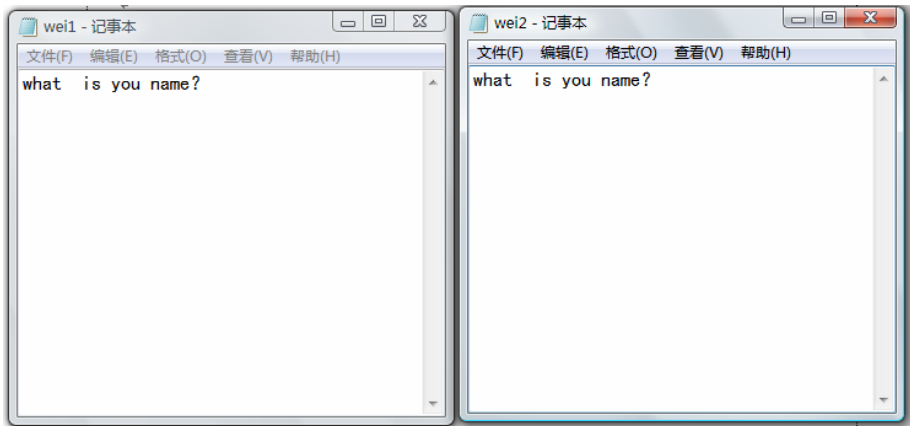 wei1 - 记事本
文件(F) 编辑(E) 格式(O) 查看(V) 帮助(H)
what  is you name?
wei2 - 记事本
文件(F) 编辑(E) 格式(O) 查看(V) 帮助(H)
what  is you name?